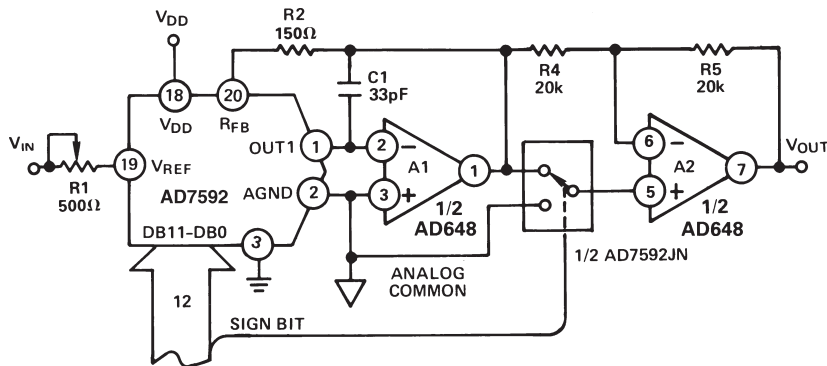 VDD
R2
150Ω
C1
33pF
R4
20k
R5
20k
18
VDD
20
RFB
VIN
R1
500Ω
19
VREF
AD7592
OUT1
1
AGND
2
DB11–DB0
3
2
–
3
+
A1
1
1/2
AD648
6
–
5
+
A2
7
VOUT
1/2
AD648
1/2 AD7592JN
ANALOG
COMMON
12
SIGN BIT